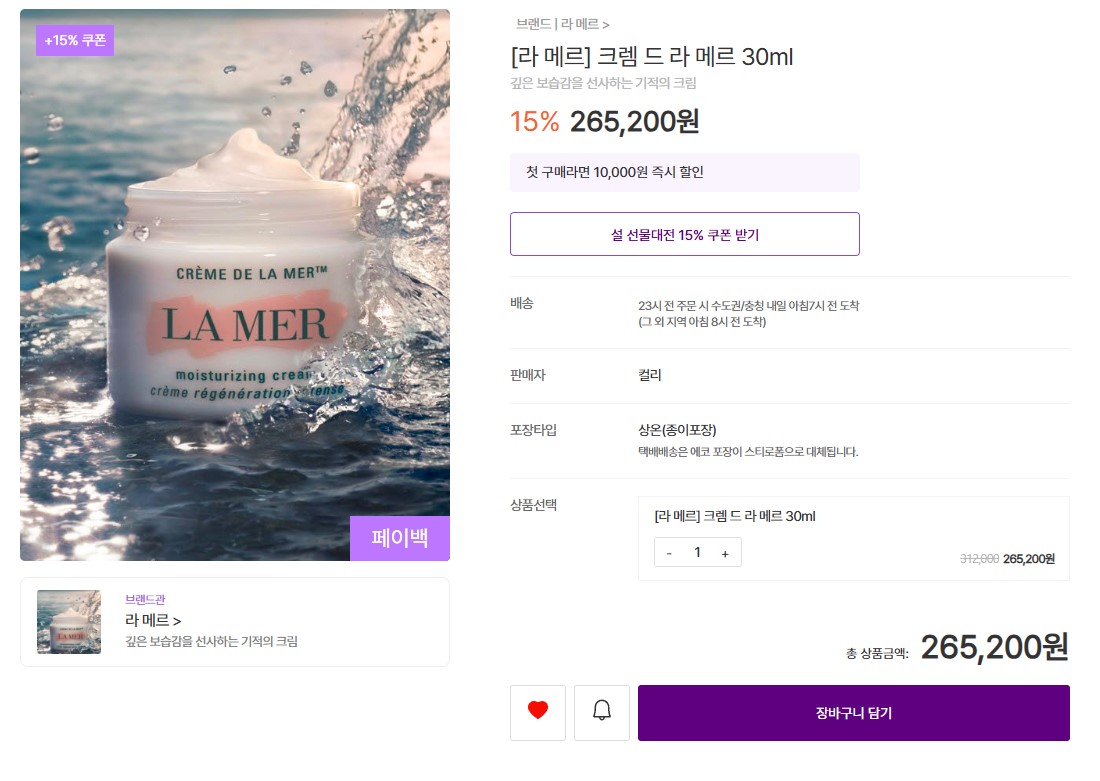 +15% 쿠폰
CRÈME DE LA MER™
LA MER
moisturizing cream
crème régénération intense
페이백
브랜드관
라 메르 >
깊은 보습감을 선사하는 기적의 크림
브랜드 | 라 메르 >
[라 메르] 크렘 드 라 메르 30ml
깊은 보습감을 선사하는 기적의 크림
15% 265,200원
첫 구매라면 10,000원 즉시 할인
설 선물대전 15% 쿠폰 받기
배송
23시 전 주문 시 수도권/충청 내일 아침7시 전 도착
(그 외 지역 아침 8시 전 도착)
판매자
컬리
포장타입
상온(종이포장)
택배배송은 에코 포장이 스티로폼으로 대체됩니다.
상품선택
[라 메르] 크렘 드 라 메르 30ml
- 1 +
312,000 265,200원
총 상품금액: 265,200원
장바구니 담기